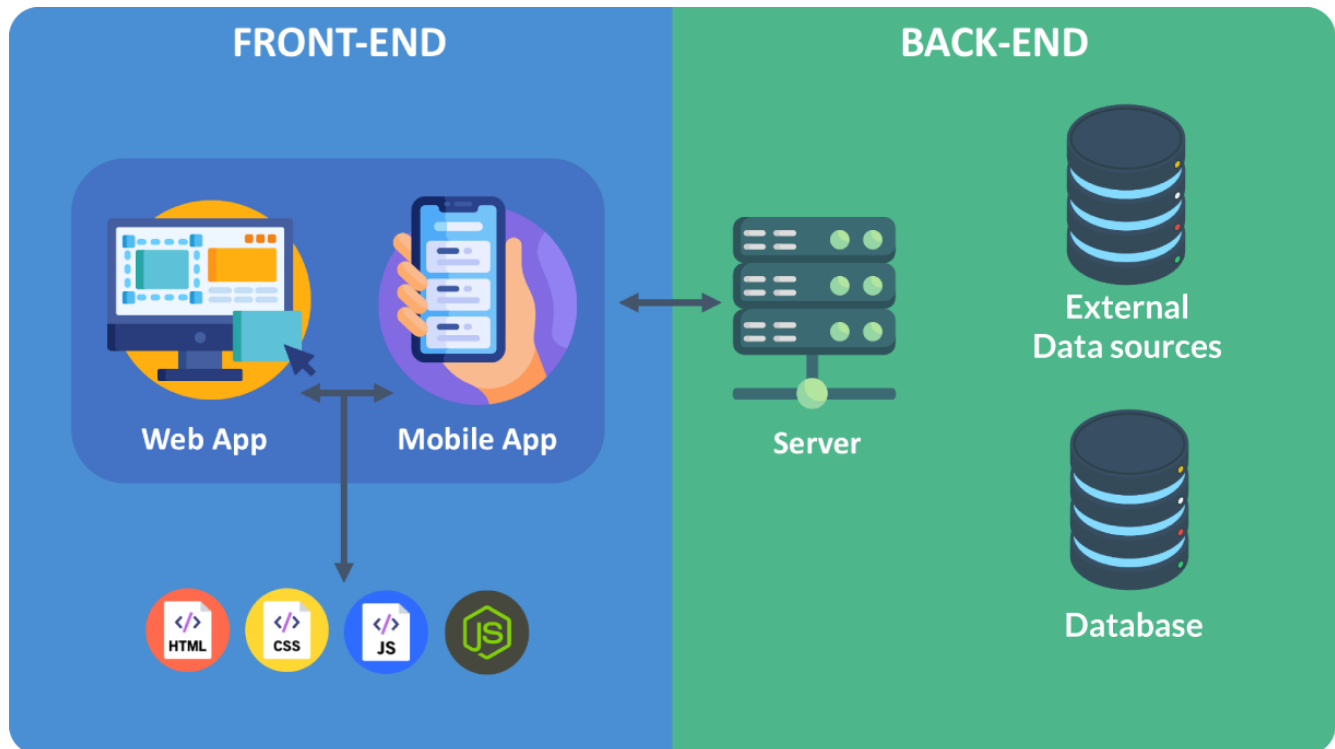 FRONT-END
BACK-END
Web App
Mobile App
Server
External
Data sources
Database
</> HTML
</> CSS
</> JS
JS